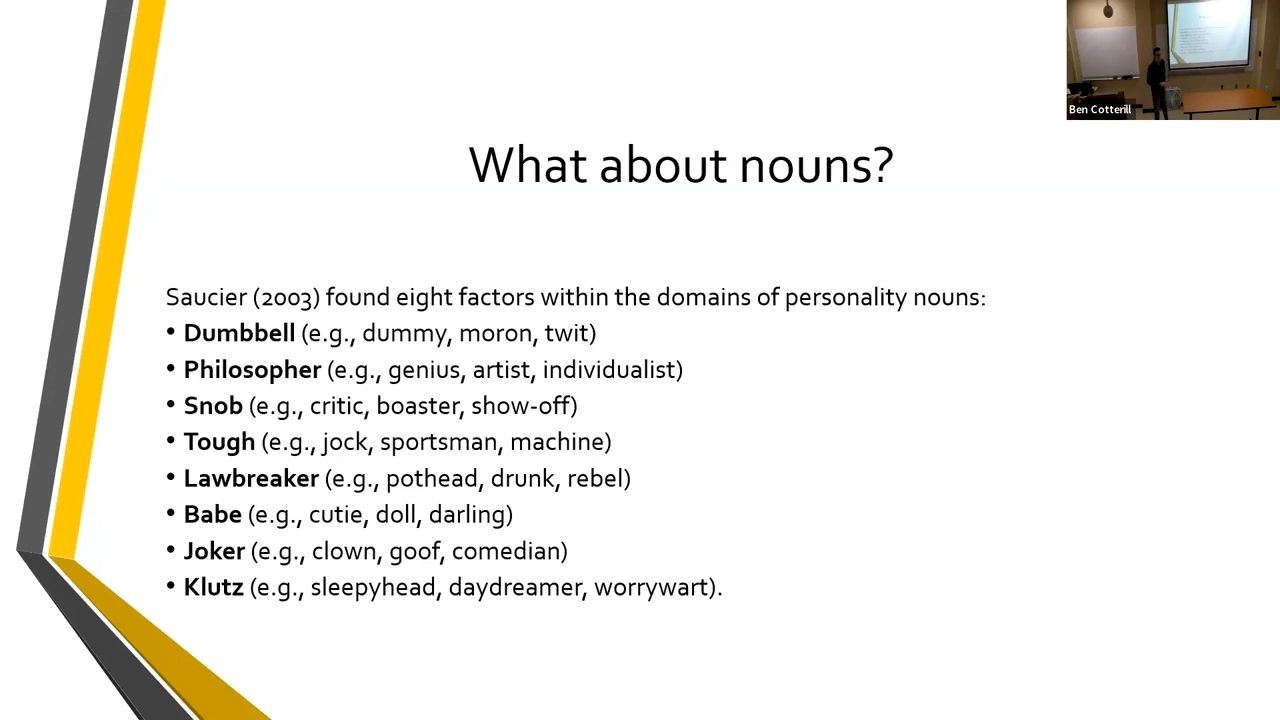 Ben Cotterill
What about nouns?
Saucier (2003) found eight factors within the domains of personality nouns:
• Dumbbell (e.g., dummy, moron, twit)
• Philosopher (e.g., genius, artist, individualist)
• Snob (e.g., critic, boaster, show-off)
• Tough (e.g., jock, sportsman, machine)
• Lawbreaker (e.g., pothead, drunk, rebel)
• Babe (e.g., cutie, doll, darling)
• Joker (e.g., clown, goof, comedian)
• Klutz (e.g., sleepyhead, daydreamer, worrywart).